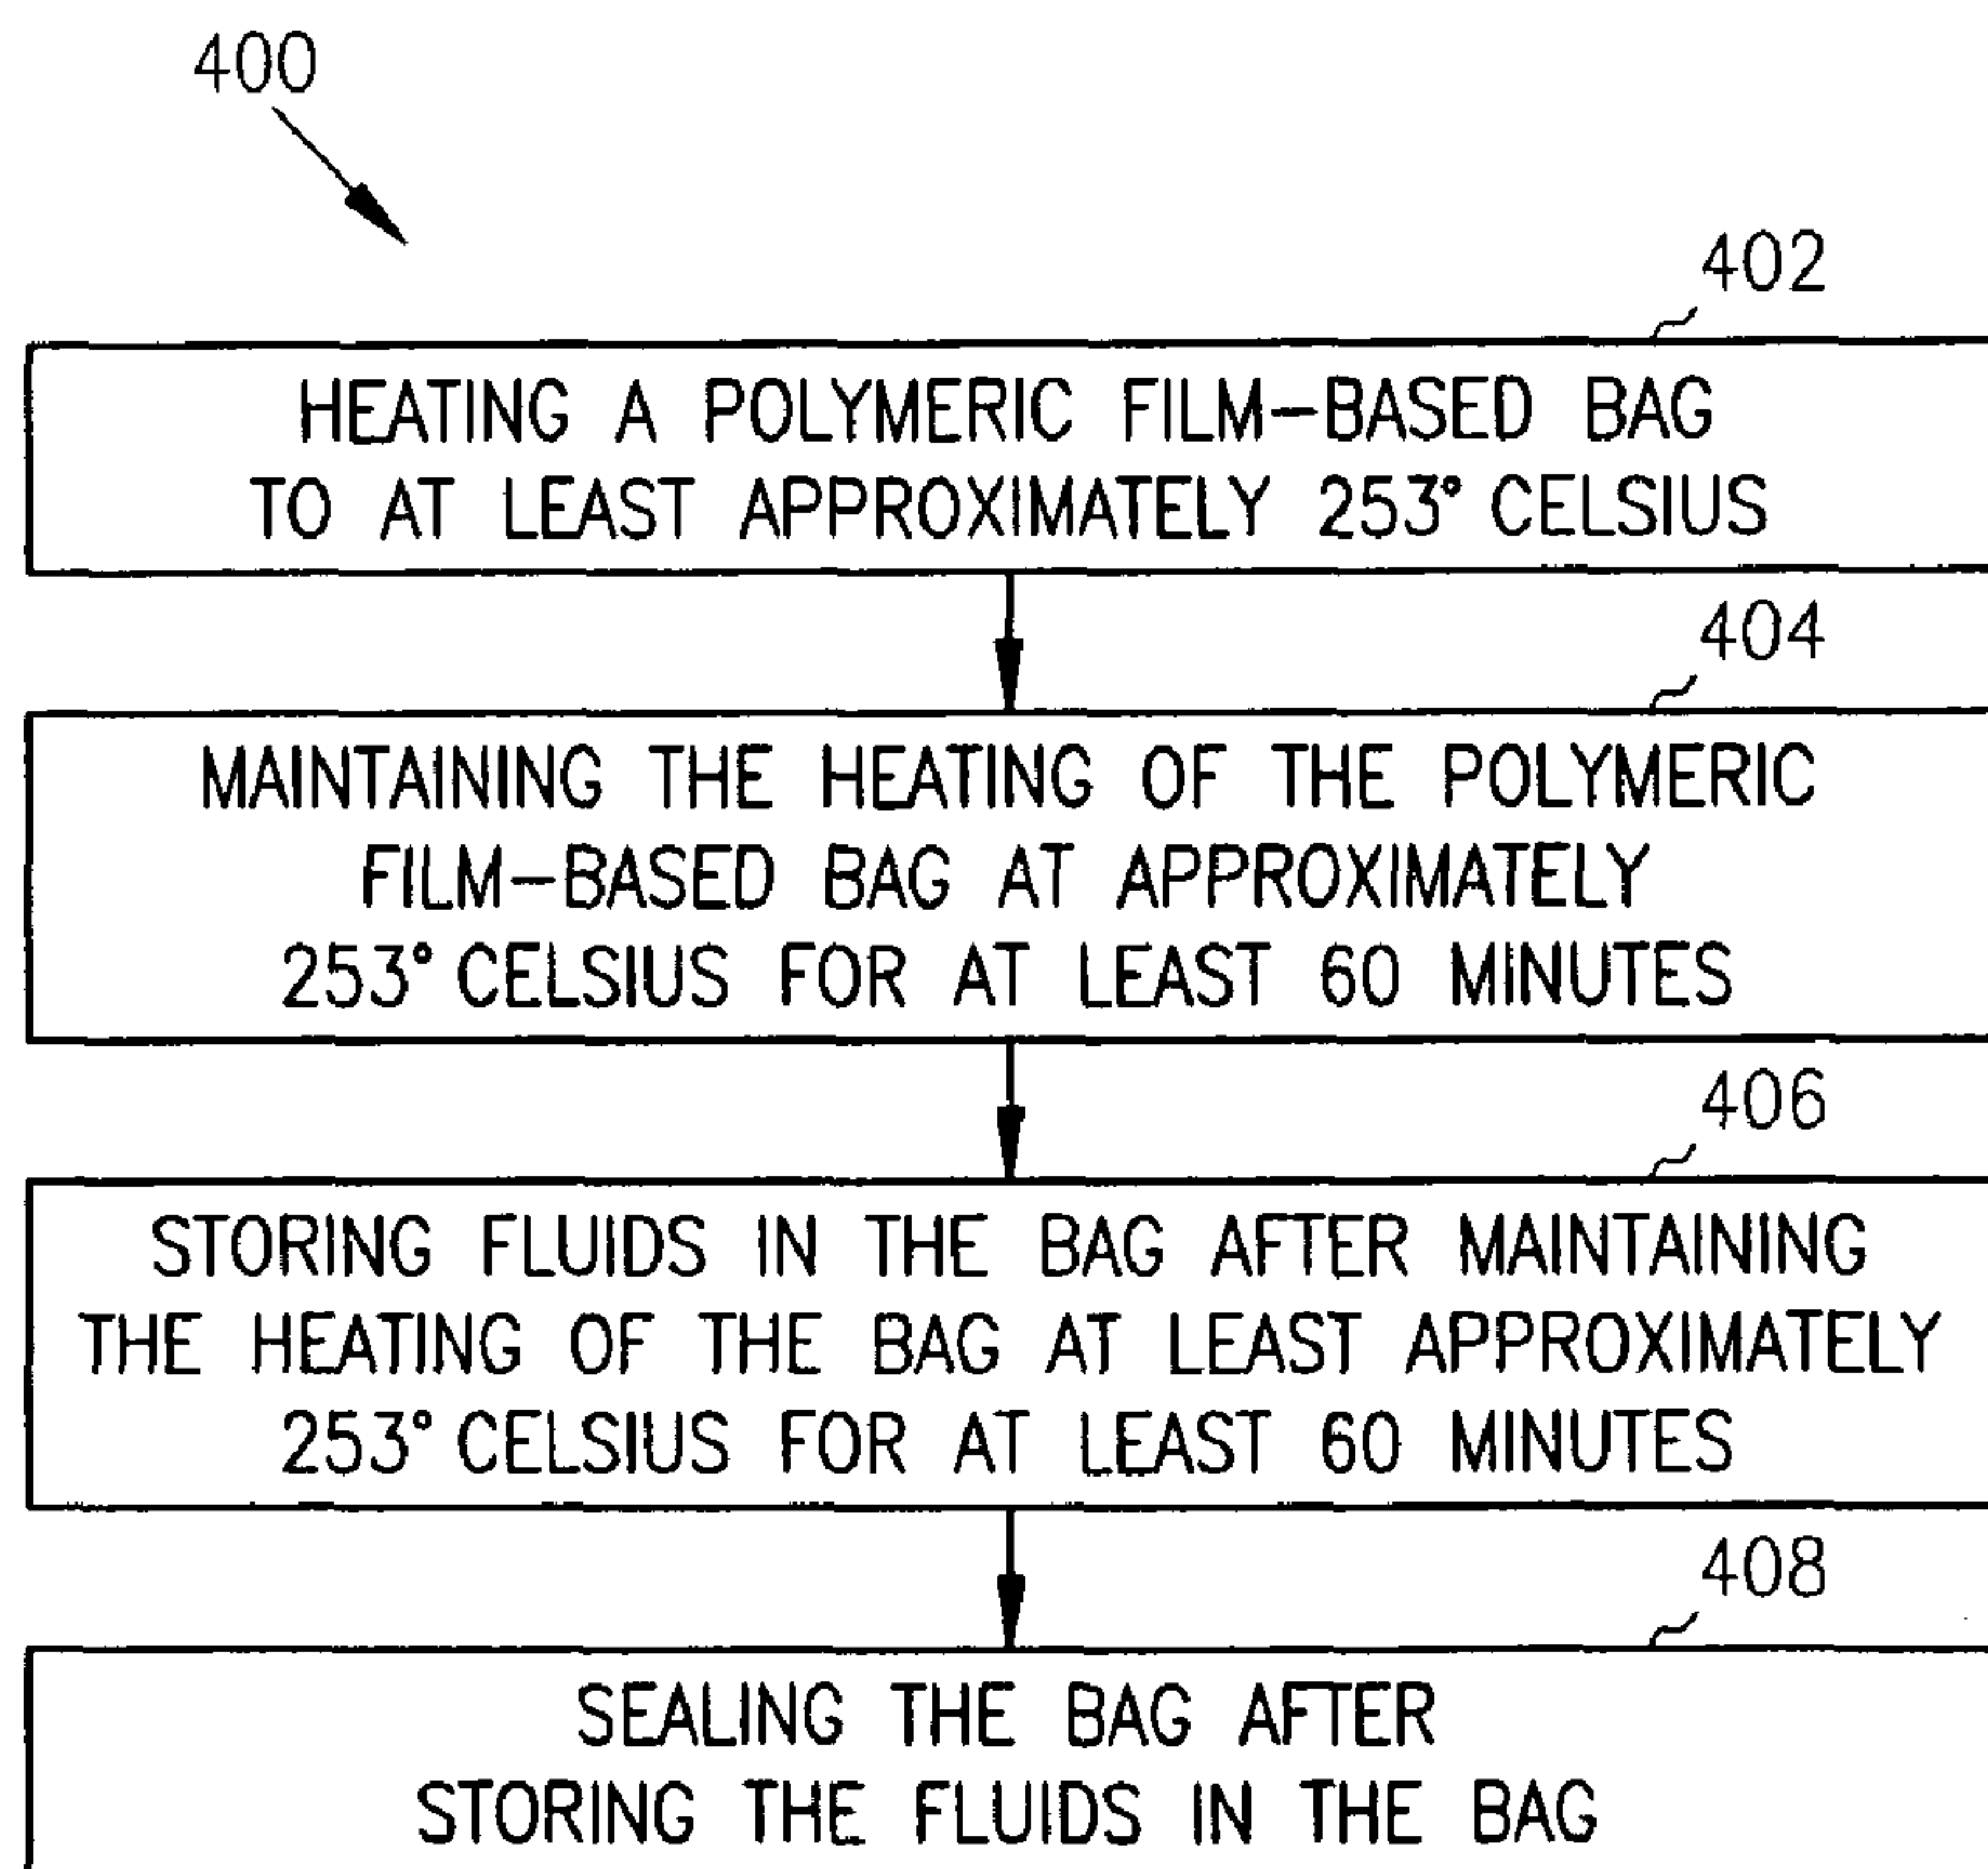 400
402
HEATING A POLYMERIC FILM-BASED BAG
TO AT LEAST APPROXIMATELY 253° CELSIUS
404
MAINTAINING THE HEATING OF THE POLYMERIC
FILM-BASED BAG AT APPROXIMATELY
253° CELSIUS FOR AT LEAST 60 MINUTES
406
STORING FLUIDS IN THE BAG AFTER MAINTAINING
THE HEATING OF THE BAG AT LEAST APPROXIMATELY
253° CELSIUS FOR AT LEAST 60 MINUTES
408
SEALING THE BAG AFTER
STORING THE FLUIDS IN THE BAG